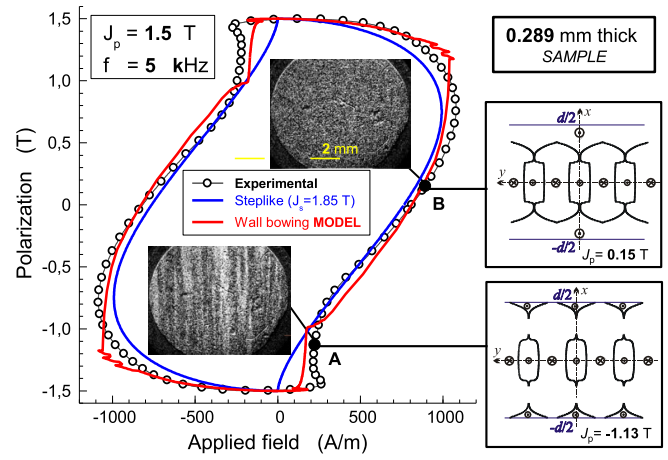 J_p = 1.5 T
f = 5 kHz
0.289 mm thick
SAMPLE
Polarization (T)
1,5
1,0
0,5
0
-0,5
-1,0
-1,5
2 mm
Experimental
Steplike (J_s=1.85 T)
Wall bowing MODEL
B
A
-1000
-500
0
500
1000
Applied field (A/m)
d/2
x
y
-d/2
J_p= 0.15 T
d/2
x
y
-d/2
J_p= -1.13 T